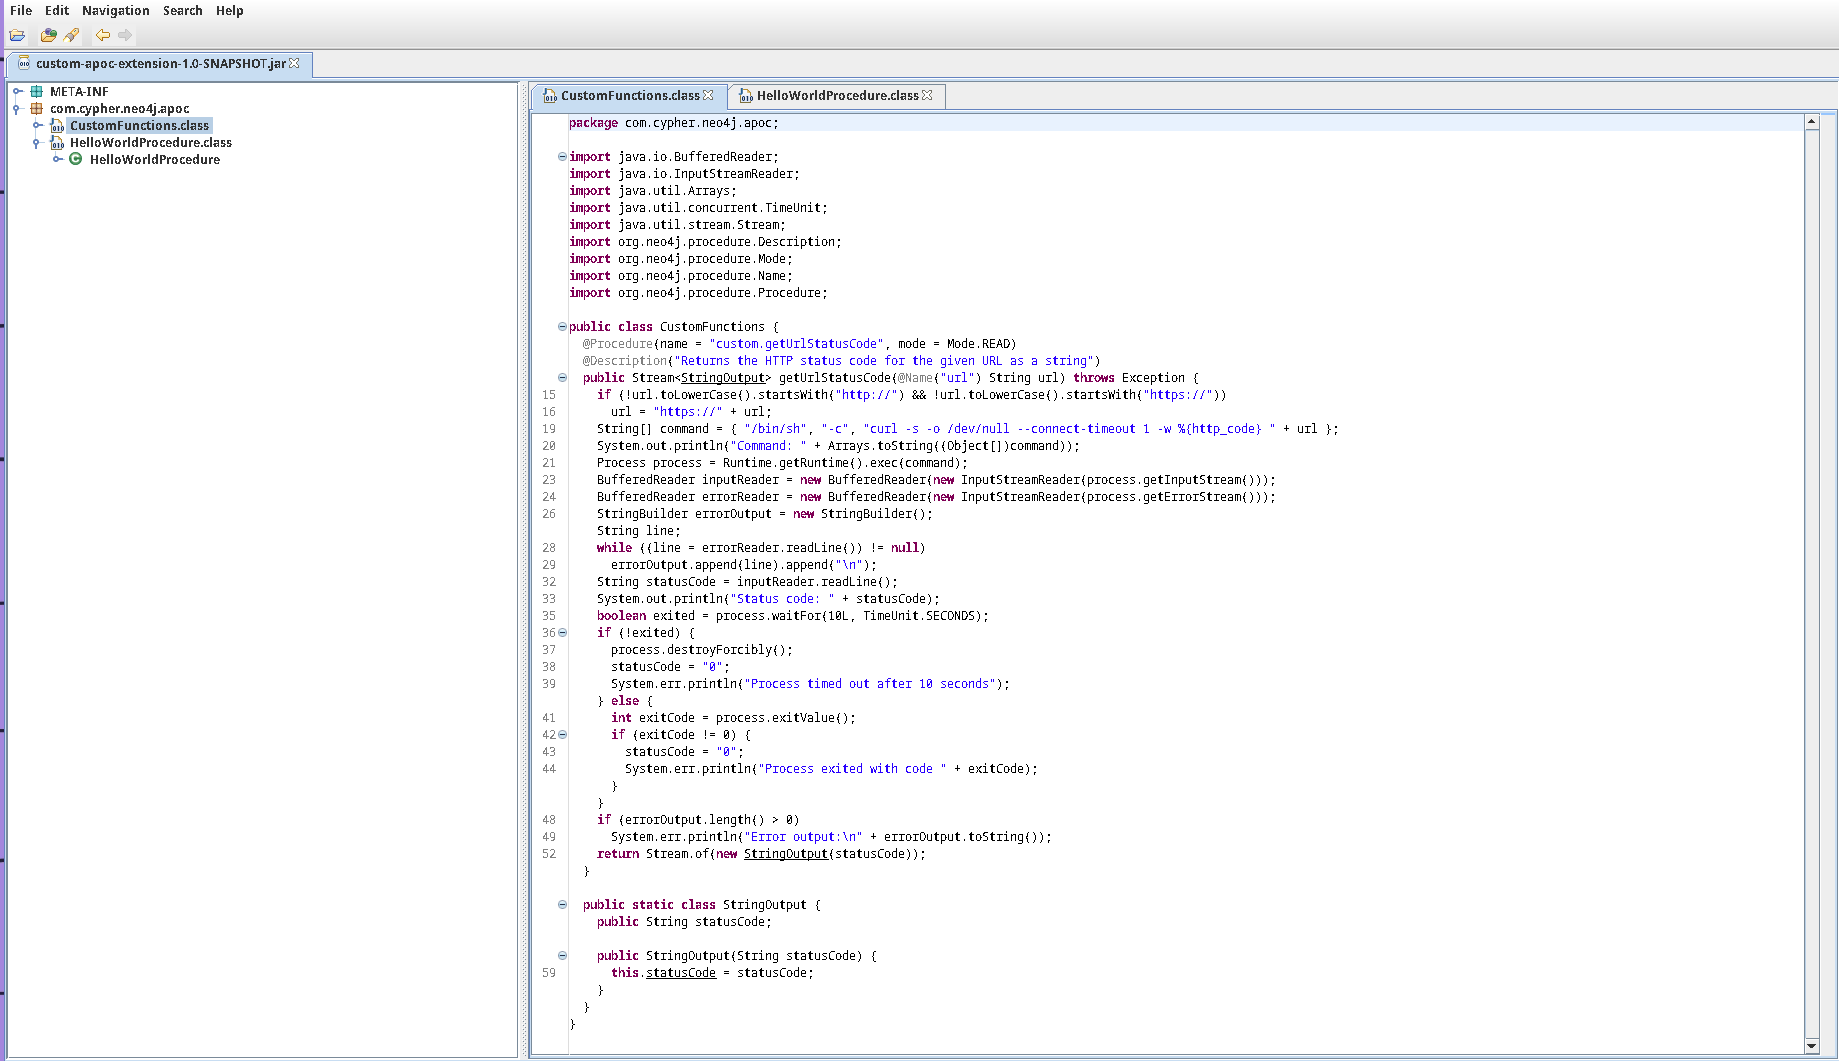 File Edit Navigation Search Help
custom-apoc-extension-1.0-SNAPSHOT.jar
META-INF
com.cypher.neo4j.apoc
CustomFunctions.class
HelloWorldProcedure.class
HelloWorldProcedure
CustomFunctions.class HelloWorldProcedure.class
package com.cypher.neo4j.apoc;
import java.io.BufferedReader;
import java.io.InputStreamReader;
import java.util.Arrays;
import java.util.concurrent.TimeUnit;
import java.util.stream.Stream;
import org.neo4j.procedure.Description;
import org.neo4j.procedure.Mode;
import org.neo4j.procedure.Name;
import org.neo4j.procedure.Procedure;
public class CustomFunctions {
@Procedure(name = "custom.getUrlStatusCode", mode = Mode.READ)
@Description("Returns the HTTP status code for the given URL as a string")
public Stream<StringOutput> getUrlStatusCode(@Name("url") String url) throws Exception {
15 if (!url.toLowerCase().startsWith("http://") && !url.toLowerCase().startsWith("https://"))
16 url = "https://" + url;
19 String[] command = { "/bin/sh", "-c", "curl -s -o /dev/null --connect-timeout 1 -w %{http_code} " + url };
20 System.out.println("Command: " + Arrays.toString((Object[])command));
21 Process process = Runtime.getRuntime().exec(command);
23 BufferedReader inputReader = new BufferedReader(new InputStreamReader(process.getInputStream()));
24 BufferedReader errorReader = new BufferedReader(new InputStreamReader(process.getErrorStream()));
26 StringBuilder errorOutput = new StringBuilder();
String line;
28 while ((line = errorReader.readLine()) != null)
29 errorOutput.append(line).append("\n");
32 String statusCode = inputReader.readLine();
33 System.out.println("Status code: " + statusCode);
35 boolean exited = process.waitFor(10L, TimeUnit.SECONDS);
36 if (!exited) {
37 process.destroyForcibly();
38 statusCode = "0";
39 System.err.println("Process timed out after 10 seconds");
} else {
41 int exitCode = process.exitValue();
42 if (exitCode != 0) {
43 statusCode = "0";
44 System.err.println("Process exited with code " + exitCode);
}
}
48 if (errorOutput.length() > 0)
49 System.err.println("Error output:\n" + errorOutput.toString());
52 return Stream.of(new StringOutput(statusCode));
}
public static class StringOutput {
public String statusCode;
public StringOutput(String statusCode) {
59 this.statusCode = statusCode;
}
}
}